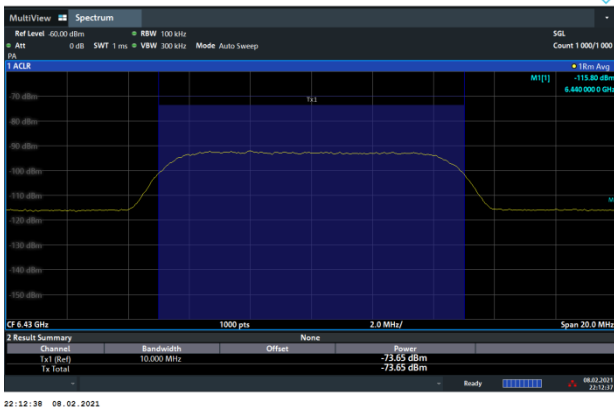 MultiView Spectrum
Ref Level -60.00 dBm RBW 100 kHz SGL
Att 0 dB SWT 1 ms VBW 300 kHz Mode Auto Sweep Count 1000/1000
PA
1 ACLR 1Rm Avg
M1[1] -115.80 dBm
6.440 000 0 GHz
-70 dBm
Tx1
-80 dBm
-90 dBm
-100 dBm
-110 dBm
M
-120 dBm
-130 dBm
-140 dBm
-150 dBm
CF 6.43 GHz 1000 pts 2.0 MHz/ Span 20.0 MHz
2 Result Summary None
Channel Bandwidth Offset Power
Tx1 (Ref) 10.000 MHz -73.65 dBm
Tx Total -73.65 dBm
Ready 08.02.2021
22:12:37
22:12:38 08.02.2021